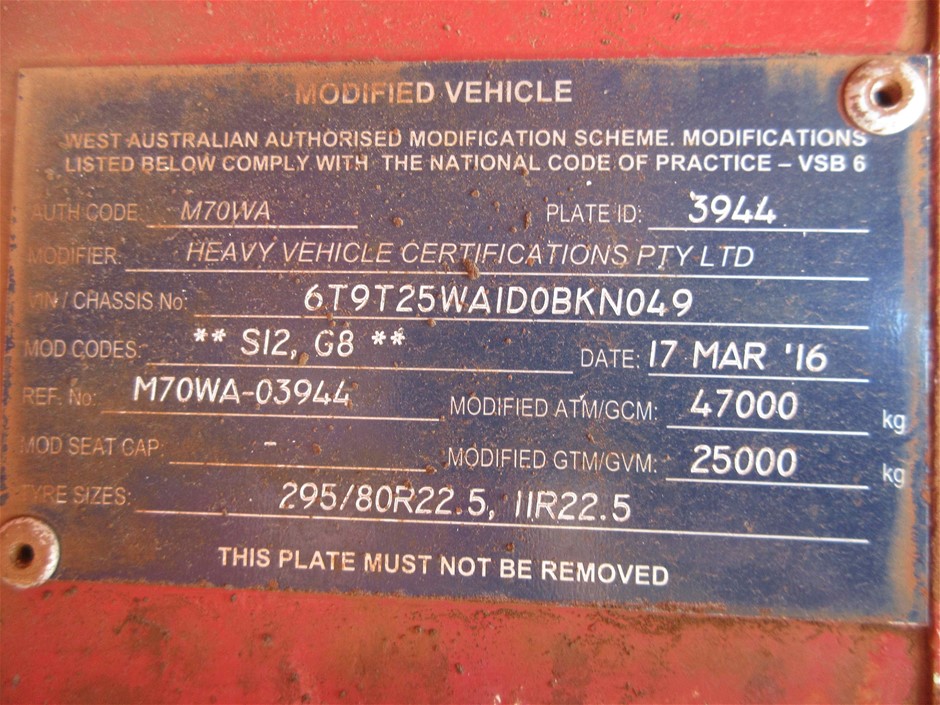 MODIFIED VEHICLE
WEST AUSTRALIAN AUTHORISED MODIFICATION SCHEME. MODIFICATIONS
LISTED BELOW COMPLY WITH THE NATIONAL CODE OF PRACTICE – VSB 6
AUTH CODE: M70WA PLATE ID: 3944
MODIFIER: HEAVY VEHICLE CERTIFICATIONS PTY LTD
VIN / CHASSIS No: 6T9T25WA1D0BKN049
MOD CODES: ** S12, G8 ** DATE: 17 MAR '16
REF. No: M70WA-03944 MODIFIED ATM/GCM: 47000 kg
MOD SEAT CAP: - MODIFIED GTM/GVM: 25000 kg
TYRE SIZES: 295/80R22.5, 11R22.5
THIS PLATE MUST NOT BE REMOVED